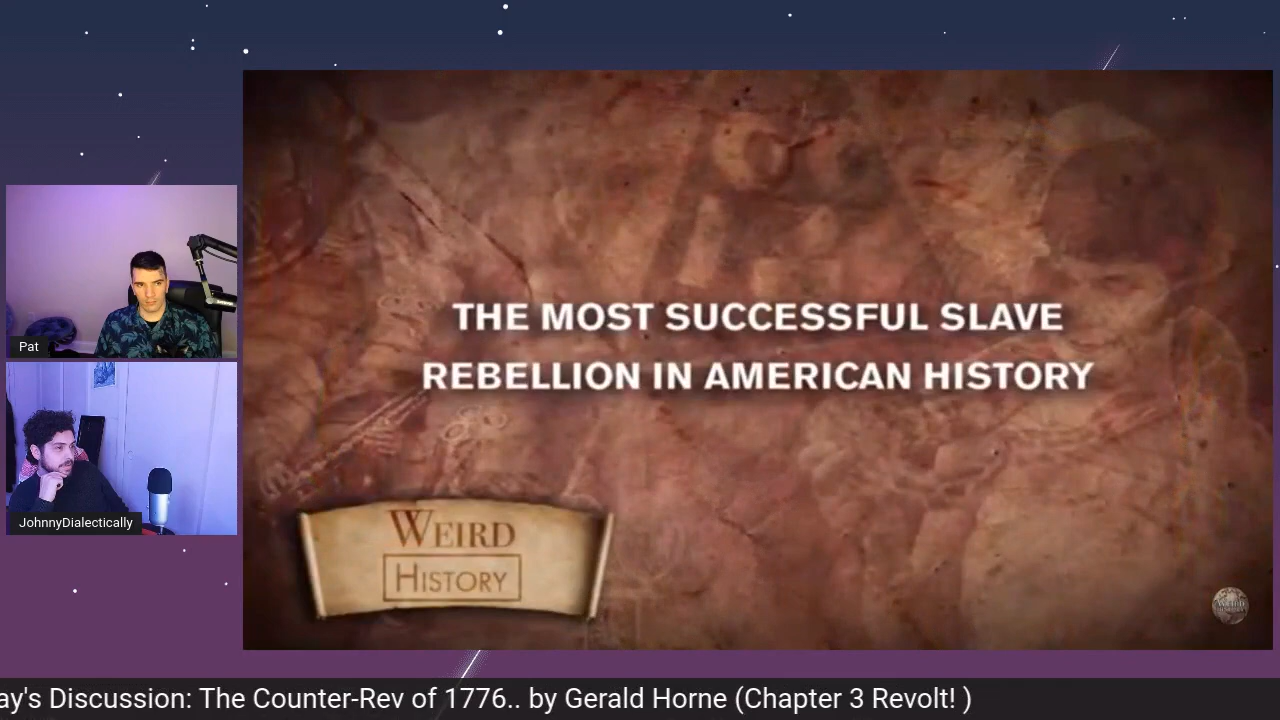 THE MOST SUCCESSFUL SLAVE
REBELLION IN AMERICAN HISTORY
Pat
JohnnyDialectically
WEIRD
HISTORY
ay's Discussion: The Counter-Rev of 1776.. by Gerald Horne (Chapter 3 Revolt! )